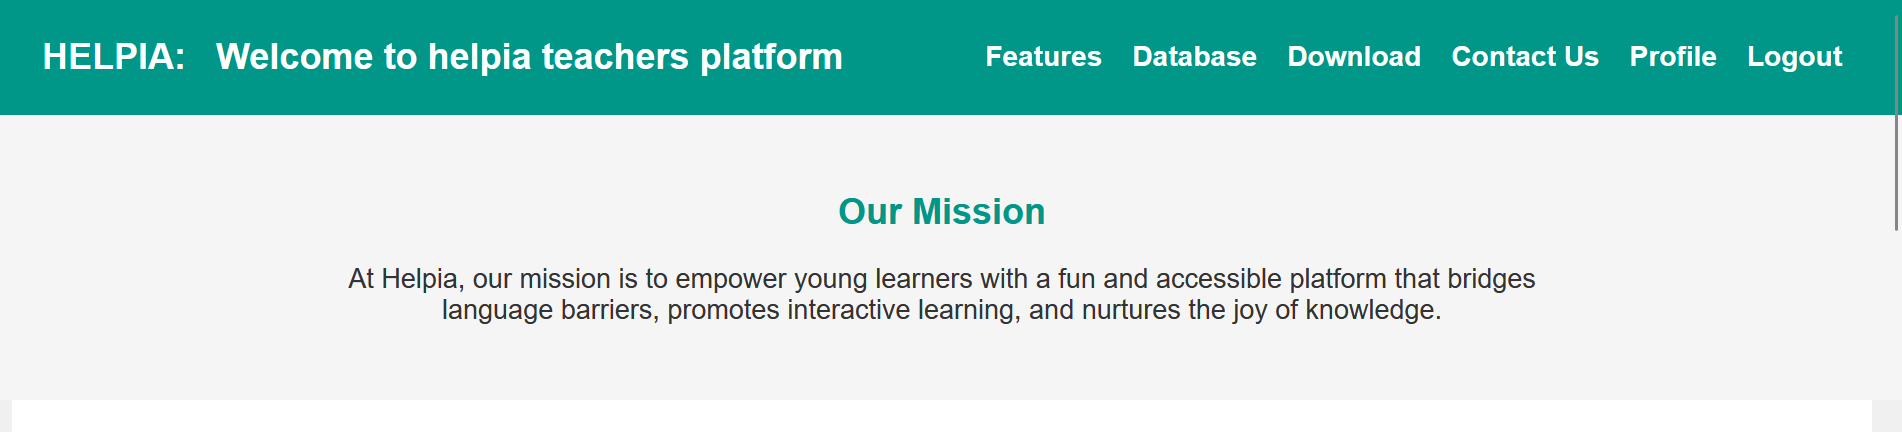 HELPIA: Welcome to helpia teachers platform
Features Database Download Contact Us Profile Logout
Our Mission
At Helpia, our mission is to empower young learners with a fun and accessible platform that bridges
language barriers, promotes interactive learning, and nurtures the joy of knowledge.